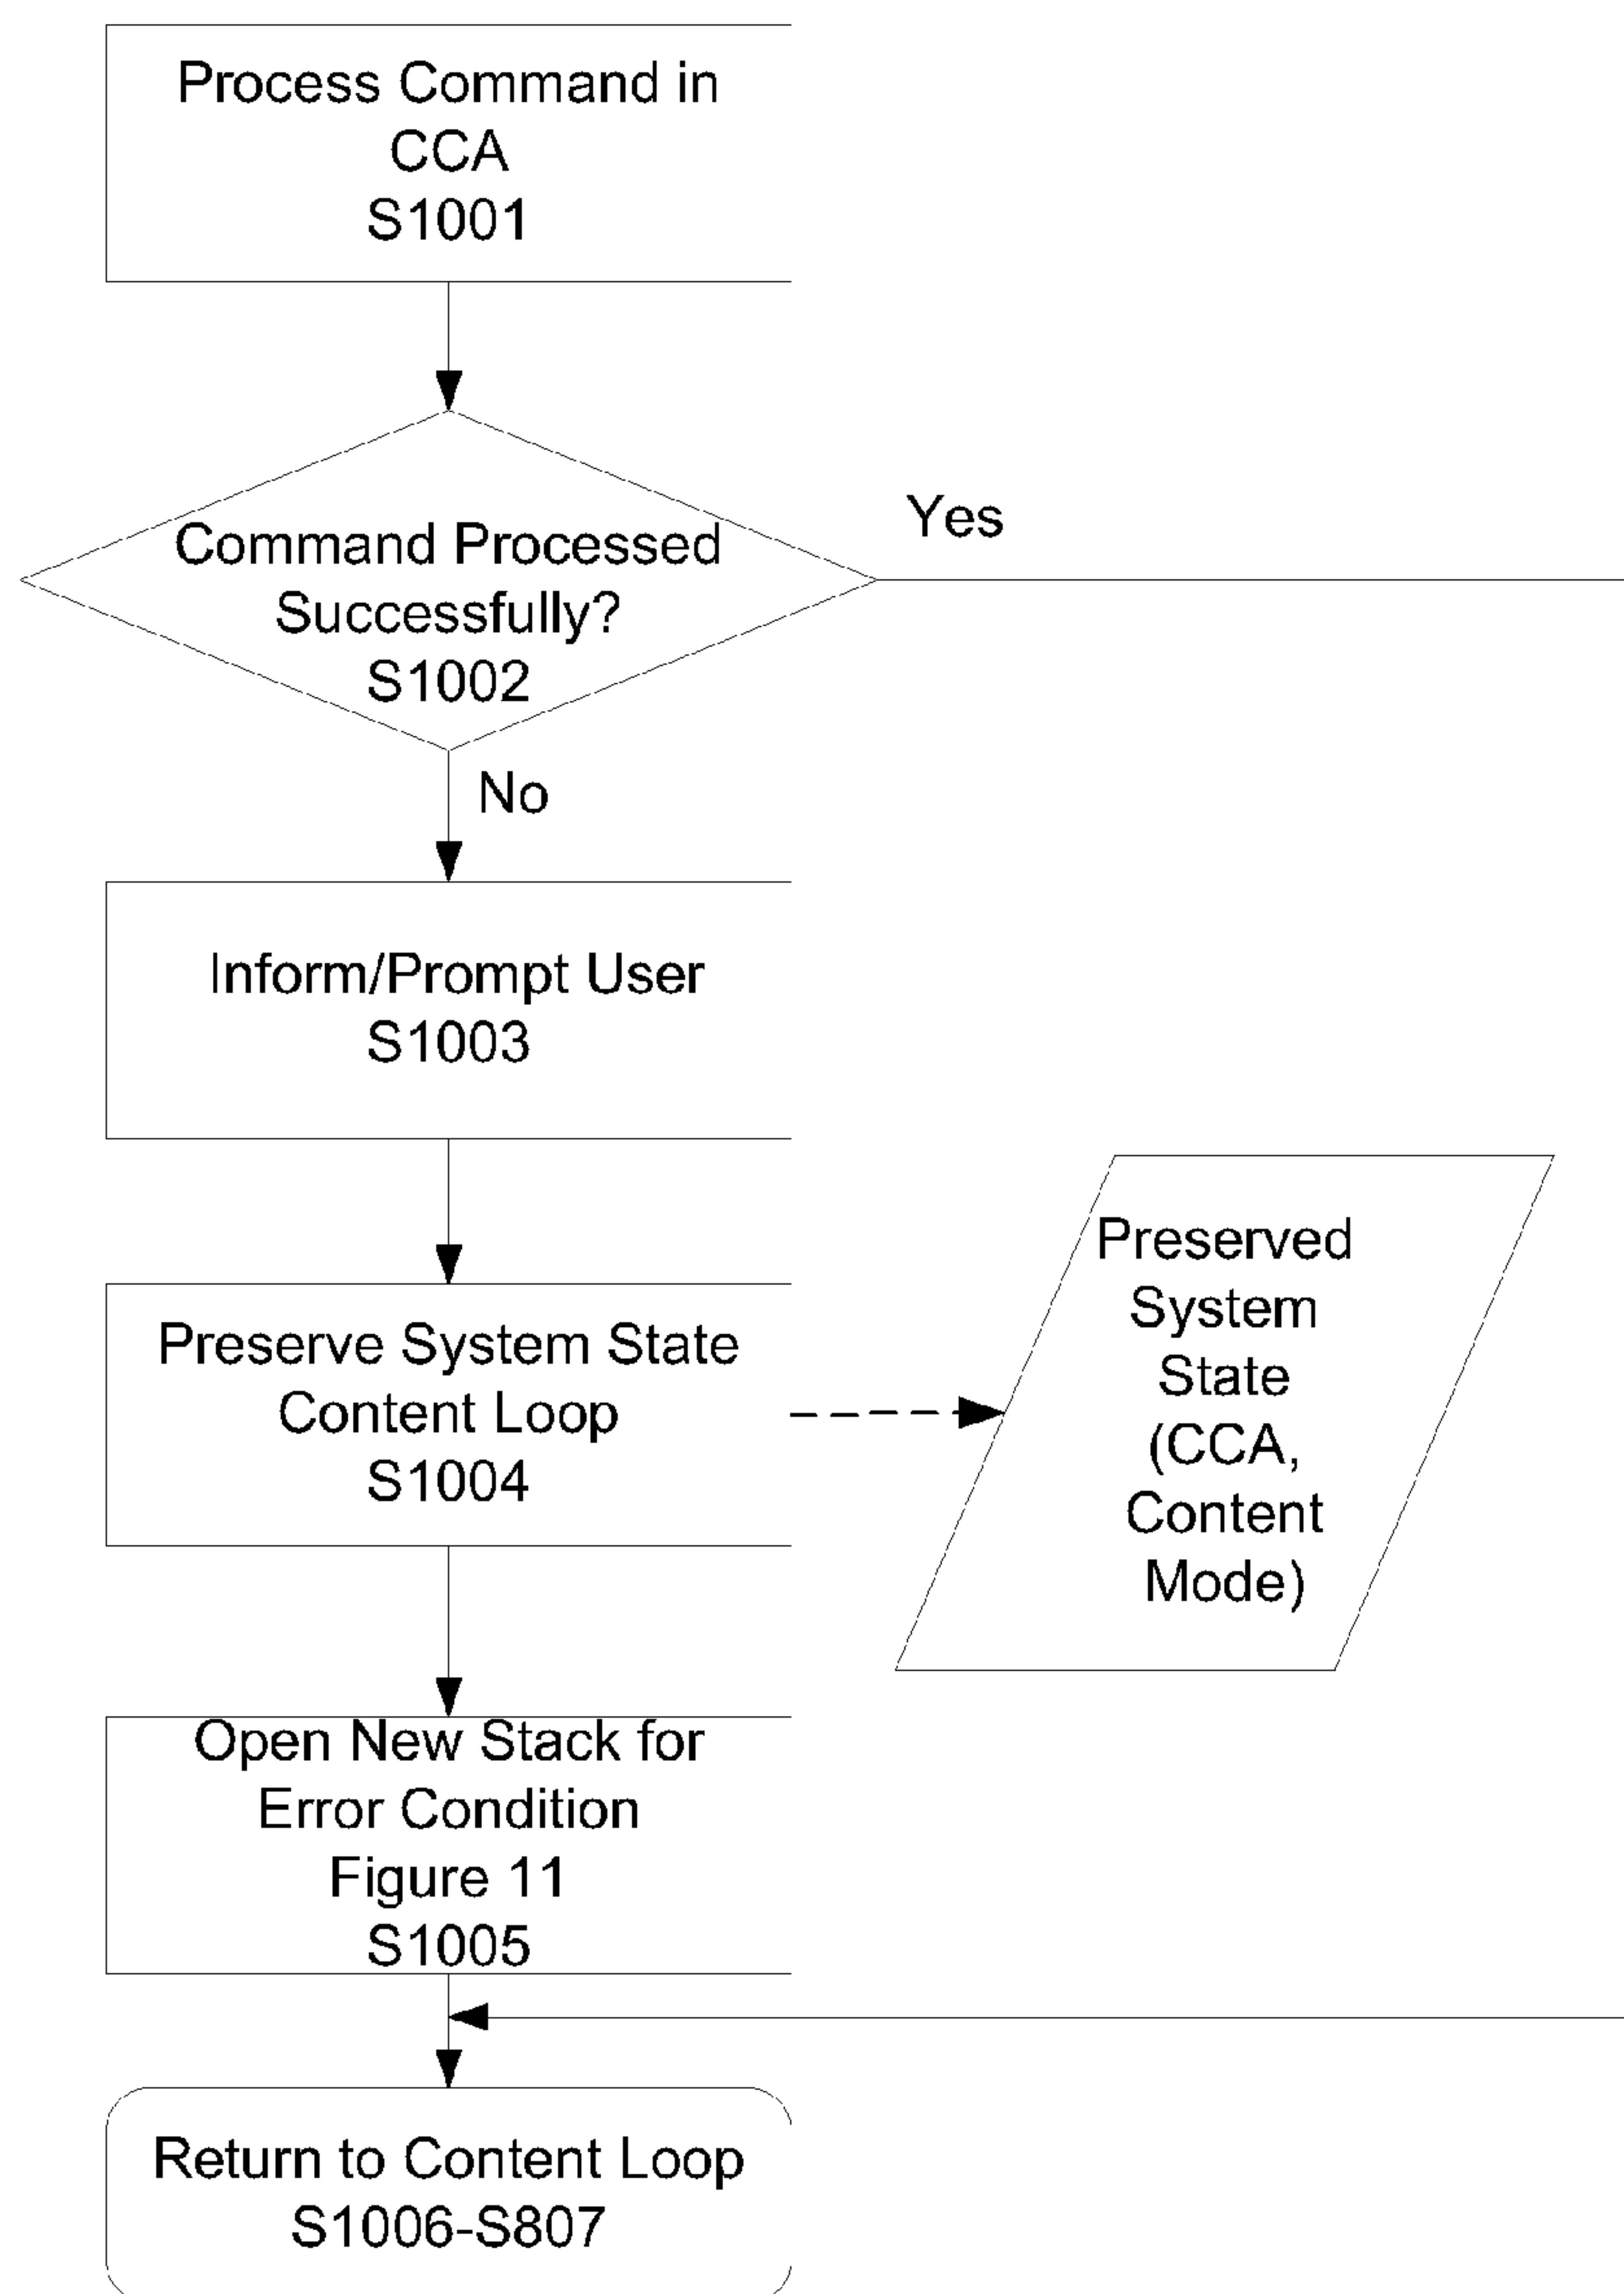 Process Command in
CCA
S1001
Command Processed
Successfully?
S1002
Yes
No
Inform/Prompt User
S1003
Preserve System State
Content Loop
S1004
Preserved
System
State
(CCA,
Content
Mode)
Open New Stack for
Error Condition
Figure 11
S1005
Return to Content Loop
S1006-S807